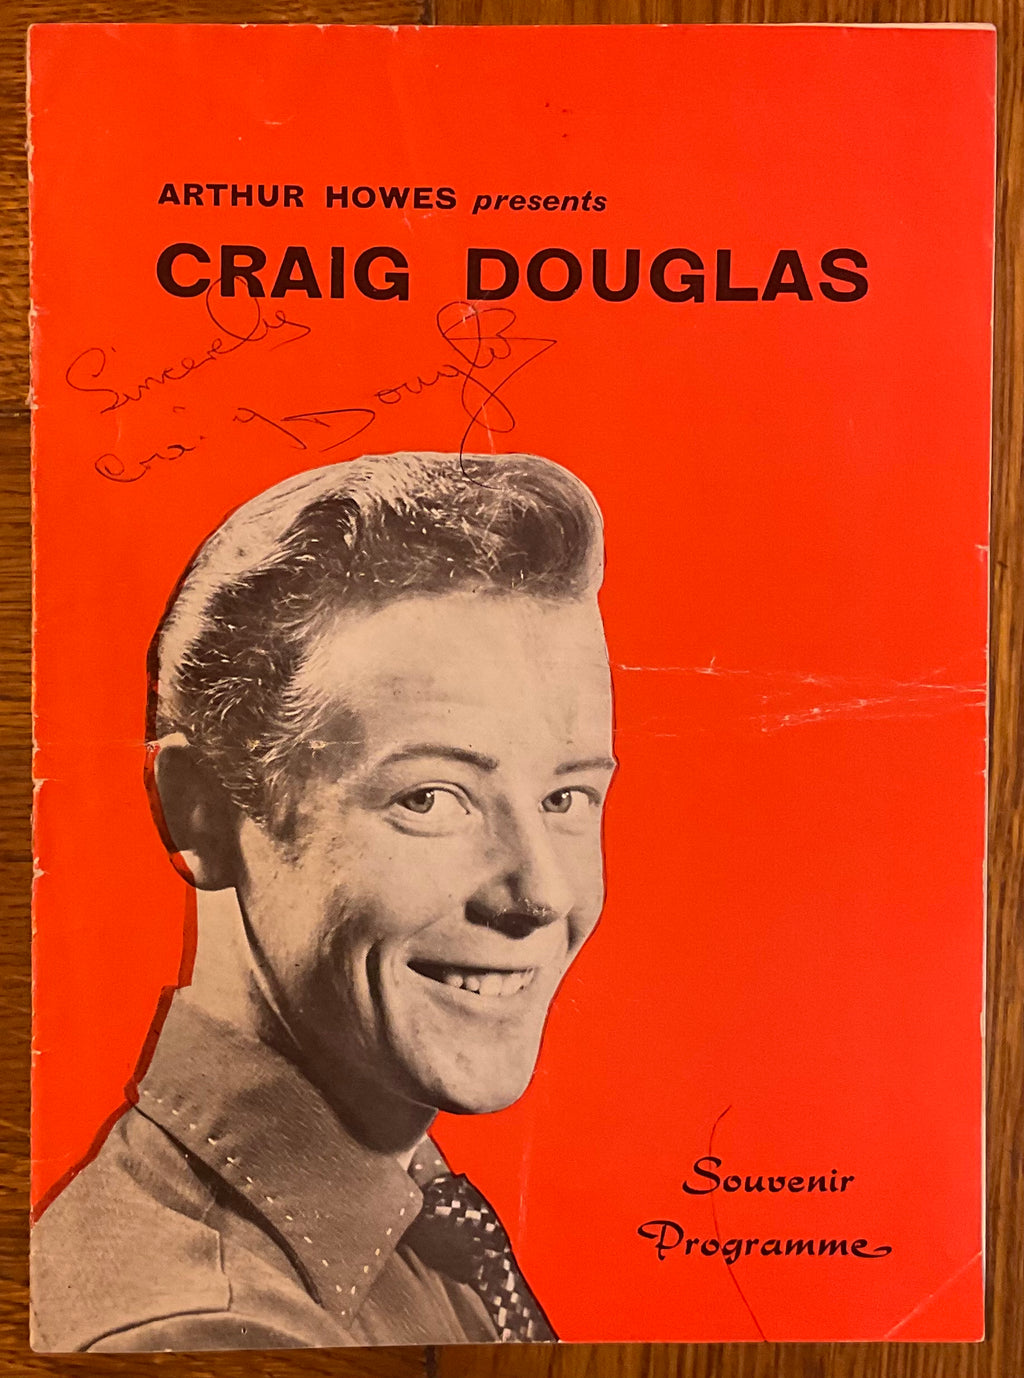 ARTHUR HOWES presents
CRAIG DOUGLAS
Sincerely
Craig Douglas
Souvenir
Programme